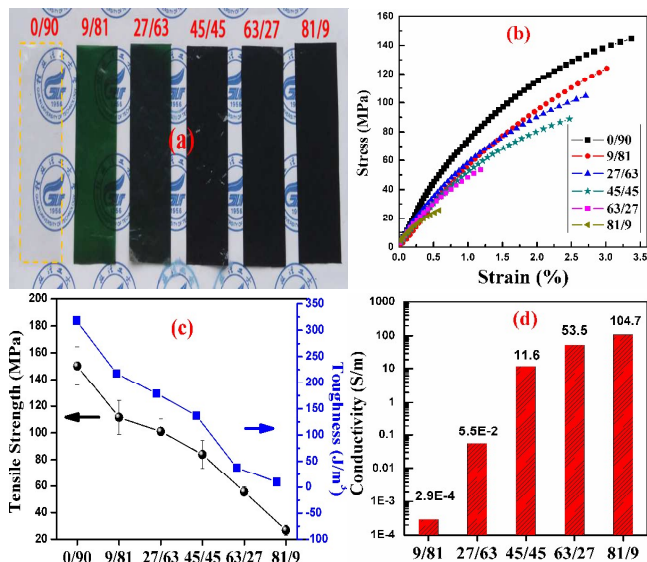 0/90 9/81 27/63 45/45 63/27 81/9
(a)
(b)
Stress (MPa)
160
140
120
100
80
60
40
20
0
0.0 0.5 1.0 1.5 2.0 2.5 3.0 3.5
Strain (%)
0/90
9/81
27/63
45/45
63/27
81/9
(c)
Tensile Strength (MPa)
200
180
160
140
120
100
80
60
40
20
0/90 9/81 27/63 45/45 63/27 81/9
350
300
250
200
150
100
50
0
-50
-100
Toughness (J/m³)
(d)
Conductivity (S/m)
1000
100
10
1
0.1
0.01
1E-3
1E-4
2.9E-4
5.5E-2
11.6
53.5
104.7
9/81 27/63 45/45 63/27 81/9